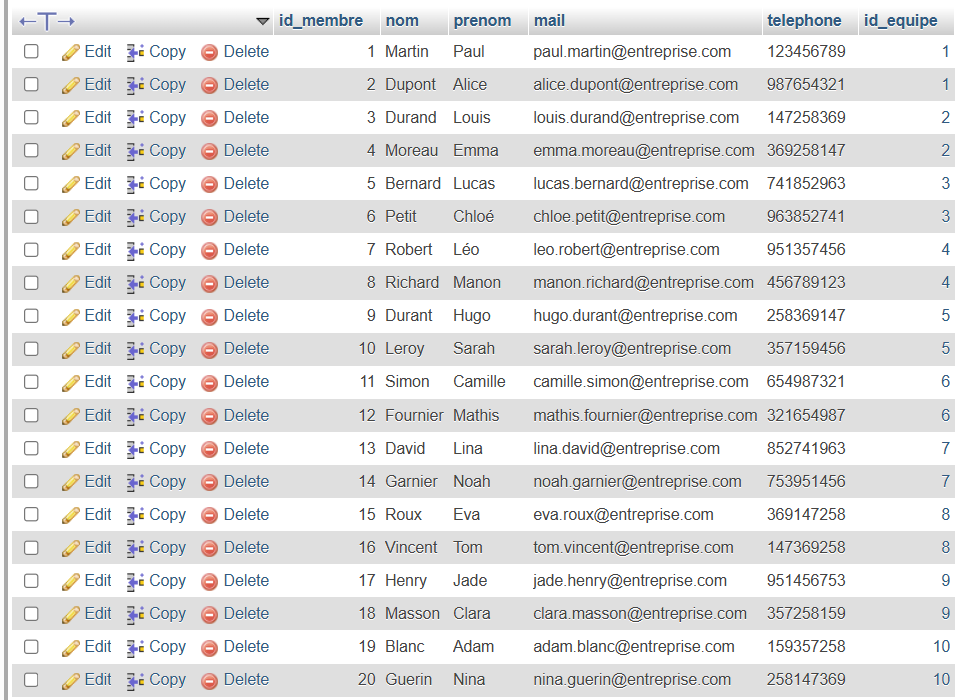 ←T→ id_membre nom prenom mail telephone id_equipe
Edit Copy Delete 1 Martin Paul paul.martin@entreprise.com 123456789 1
Edit Copy Delete 2 Dupont Alice alice.dupont@entreprise.com 987654321 1
Edit Copy Delete 3 Durand Louis louis.durand@entreprise.com 147258369 2
Edit Copy Delete 4 Moreau Emma emma.moreau@entreprise.com 369258147 2
Edit Copy Delete 5 Bernard Lucas lucas.bernard@entreprise.com 741852963 3
Edit Copy Delete 6 Petit Chloé chloe.petit@entreprise.com 963852741 3
Edit Copy Delete 7 Robert Léo leo.robert@entreprise.com 951357456 4
Edit Copy Delete 8 Richard Manon manon.richard@entreprise.com 456789123 4
Edit Copy Delete 9 Durant Hugo hugo.durant@entreprise.com 258369147 5
Edit Copy Delete 10 Leroy Sarah sarah.leroy@entreprise.com 357159456 5
Edit Copy Delete 11 Simon Camille camille.simon@entreprise.com 654987321 6
Edit Copy Delete 12 Fournier Mathis mathis.fournier@entreprise.com 321654987 6
Edit Copy Delete 13 David Lina lina.david@entreprise.com 852741963 7
Edit Copy Delete 14 Garnier Noah noah.garnier@entreprise.com 753951456 7
Edit Copy Delete 15 Roux Eva eva.roux@entreprise.com 369147258 8
Edit Copy Delete 16 Vincent Tom tom.vincent@entreprise.com 147369258 8
Edit Copy Delete 17 Henry Jade jade.henry@entreprise.com 951456753 9
Edit Copy Delete 18 Masson Clara clara.masson@entreprise.com 357258159 9
Edit Copy Delete 19 Blanc Adam adam.blanc@entreprise.com 159357258 10
Edit Copy Delete 20 Guerin Nina nina.guerin@entreprise.com 258147369 10